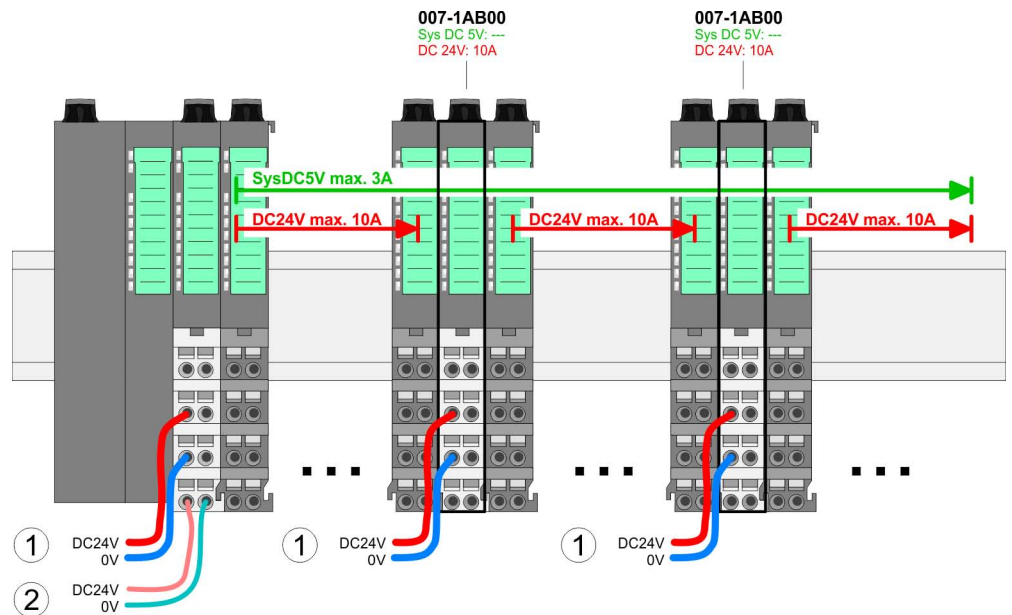 007-1AB00
Sys DC 5V: ---
DC 24V: 10A
007-1AB00
Sys DC 5V: ---
DC 24V: 10A
SysDC5V max. 3A
DC24V max. 10A
DC24V max. 10A
DC24V max. 10A
1
DC24V
0V
1
DC24V
0V
1
DC24V
0V
2
DC24V
0V